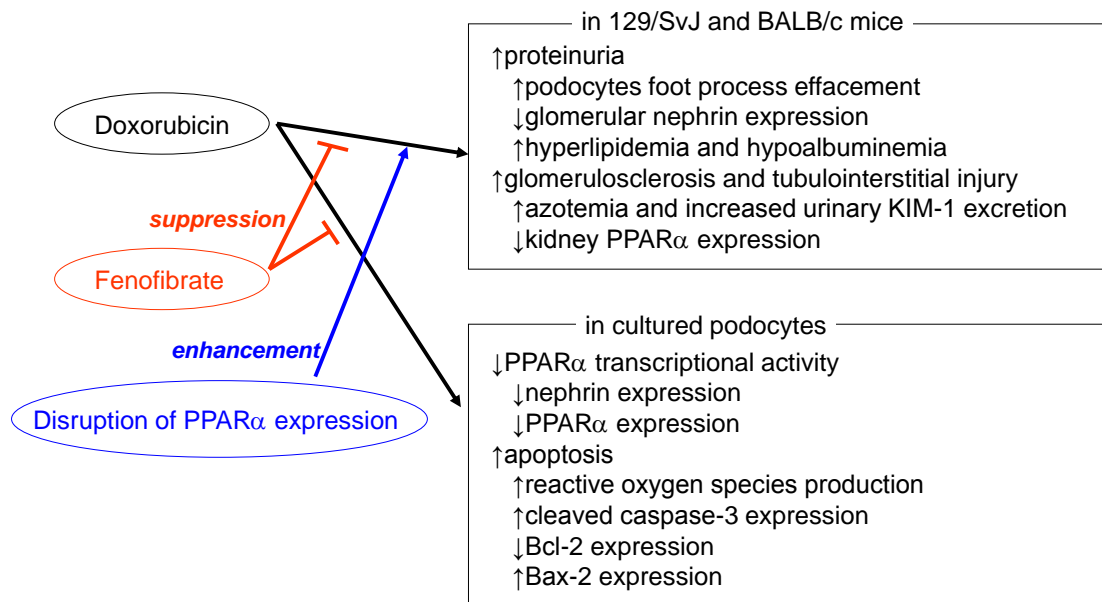 in 129/SvJ and BALB/c mice
↑proteinuria
↑podocytes foot process effacement
↓glomerular nephrin expression
↑hyperlipidemia and hypoalbuminemia
↑glomerulosclerosis and tubulointerstitial injury
↑azotemia and increased urinary KIM-1 excretion
↓kidney PPARα expression
Doxorubicin
suppression
Fenofibrate
enhancement
Disruption of PPARα expression
in cultured podocytes
↓PPARα transcriptional activity
↓nephrin expression
↓PPARα expression
↑apoptosis
↑reactive oxygen species production
↑cleaved caspase-3 expression
↓Bcl-2 expression
↑Bax-2 expression